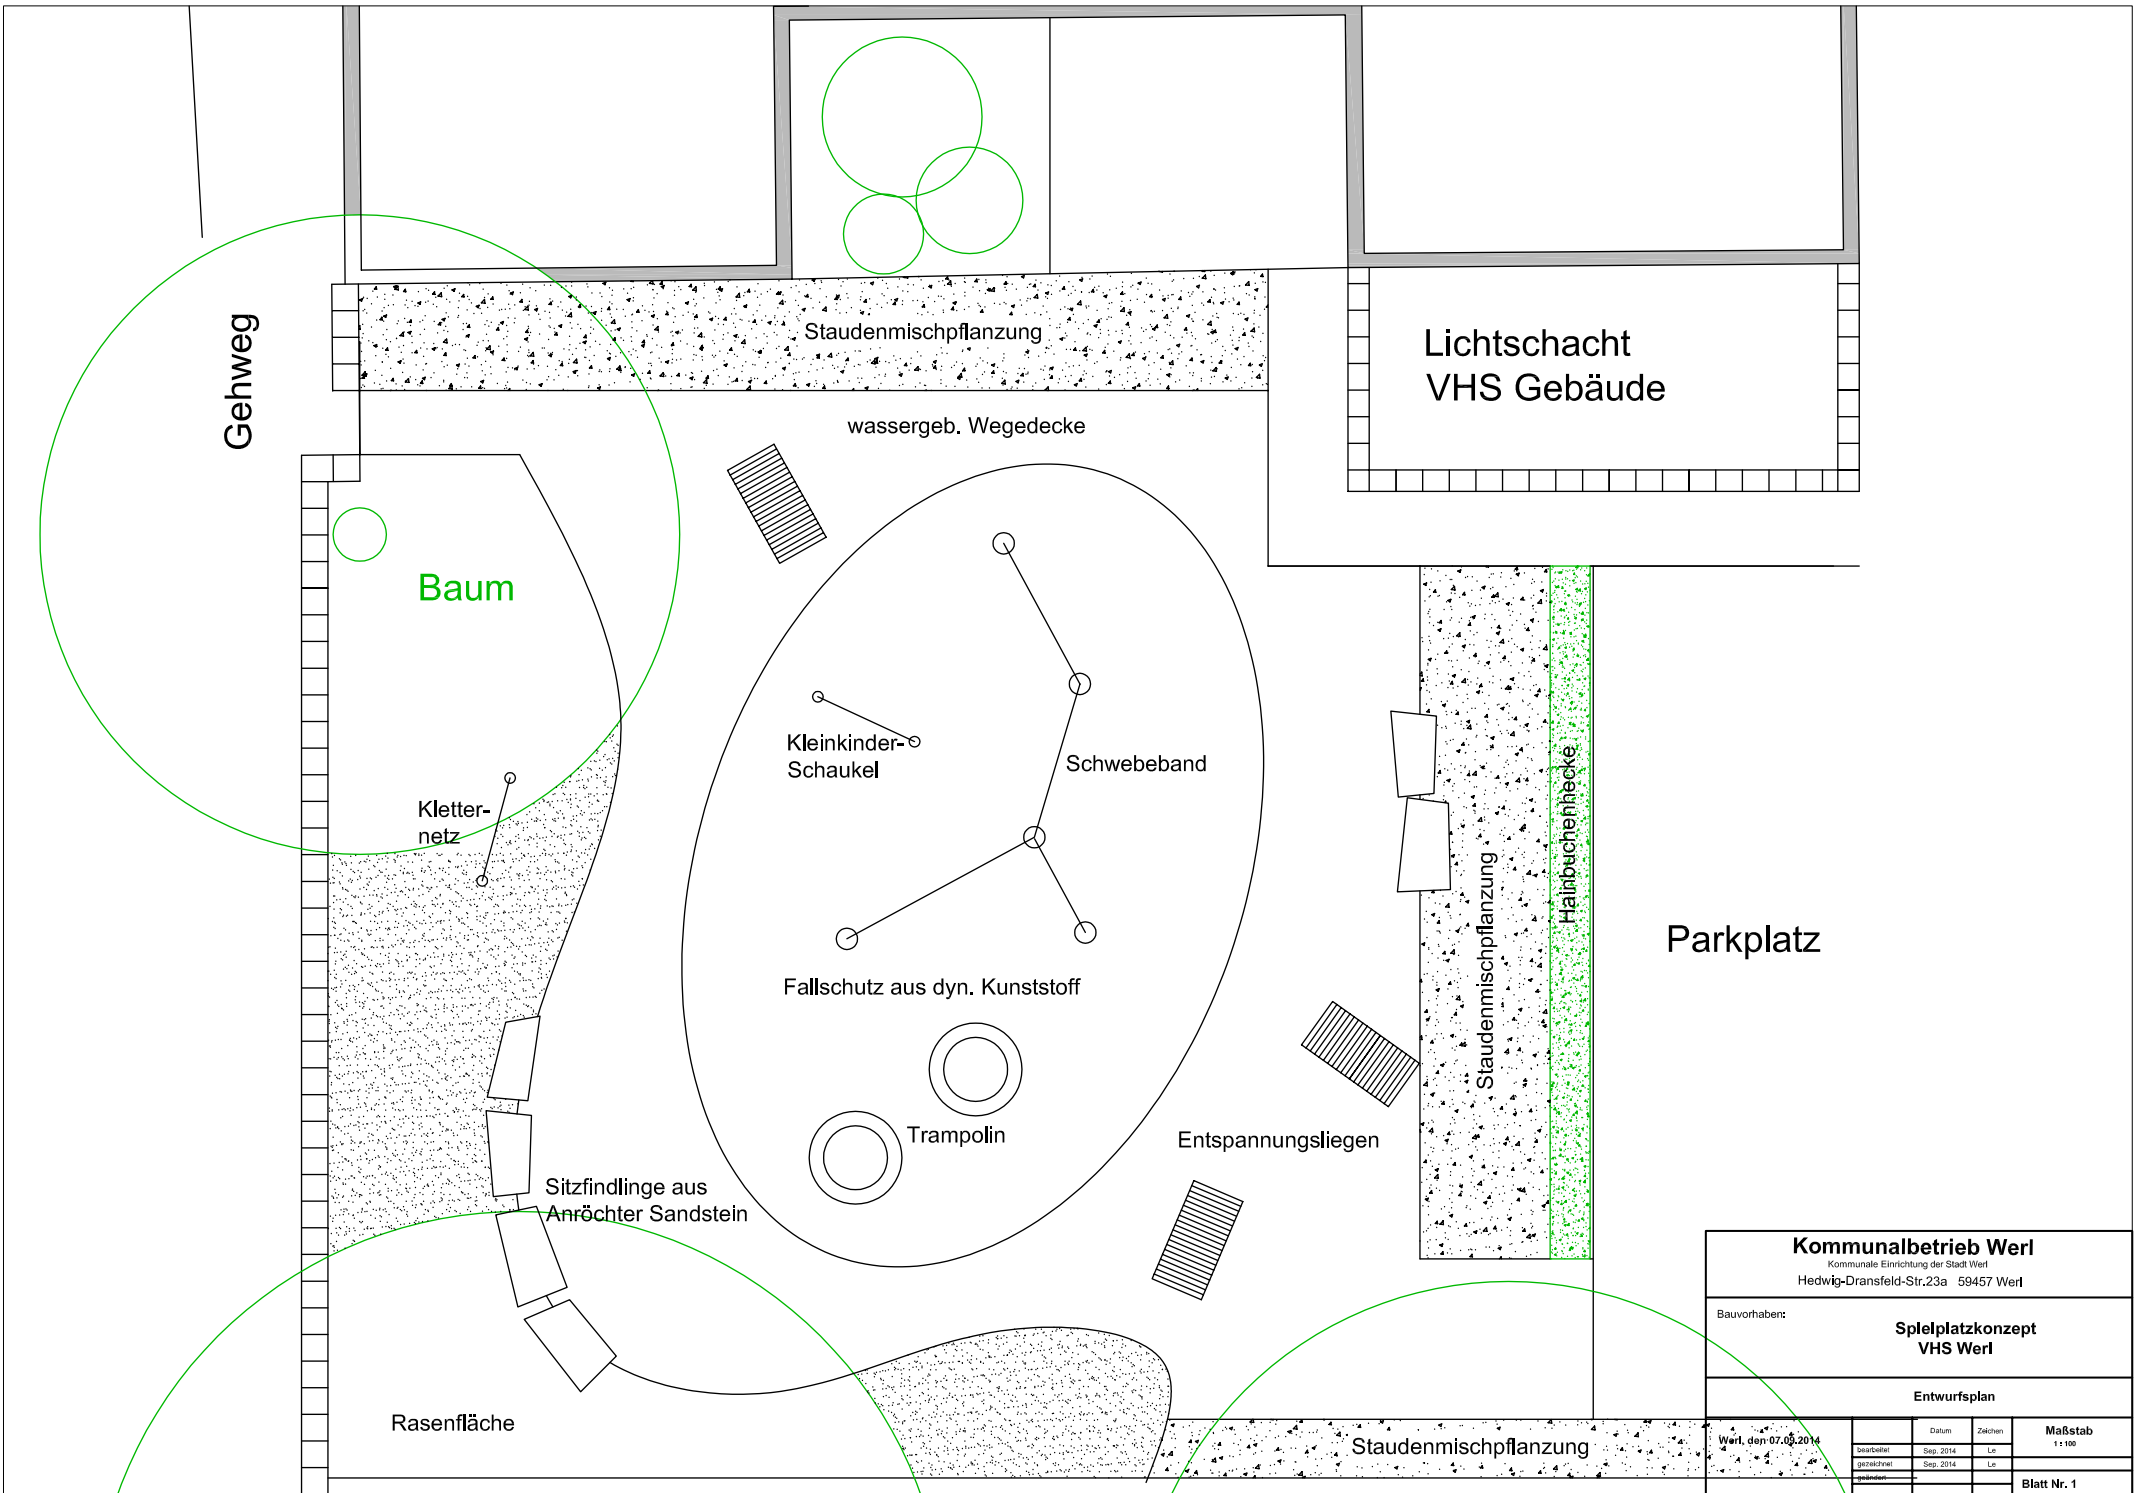 Staudenmischpflanzung
Gehweg
Lichtschacht
VHS Gebäude
wassergeb. Wegedecke
Baum
Kleinkinder-
Schaukel
Schwebeband
Kletter-
netz
Hainbuchenhecke
Staudenmischpflanzung
Parkplatz
Fallschutz aus dyn. Kunststoff
Trampolin
Entspannungsliegen
Sitzfindlinge aus
Anröchter Sandstein
Rasenfläche
Staudenmischpflanzung
Kommunalbetrieb Werl
Kommunale Einrichtung der Stadt Werl
Hedwig-Dransfeld-Str.23a 59457 Werl
Bauvorhaben:
Spielplatzkonzept
VHS Werl
Entwurfsplan
Werl, den 07.09.2014
Datum Zeichen
bearbeitet Sep. 2014 Le
gezeichnet Sep. 2014 Le
geändert
Maßstab
1 : 100
Blatt Nr. 1